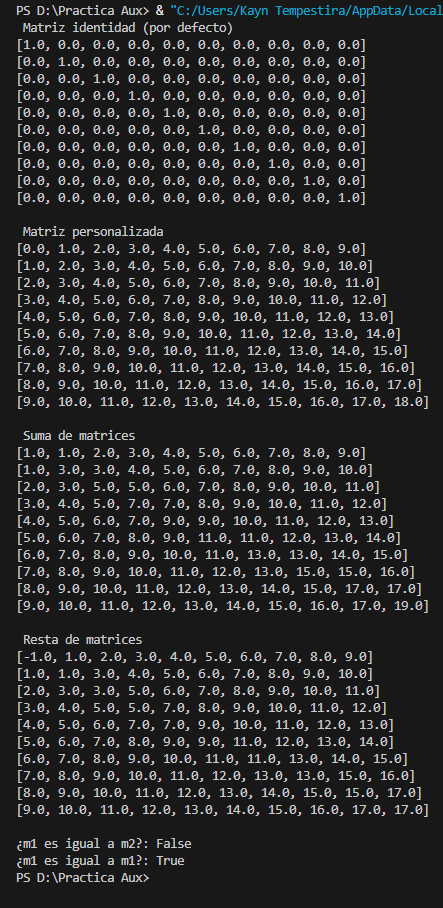 PS D:\Practica Aux> & "C:/Users/Kayn Tempestira/AppData/Local
Matriz identidad (por defecto)
[1.0, 0.0, 0.0, 0.0, 0.0, 0.0, 0.0, 0.0, 0.0, 0.0]
[0.0, 1.0, 0.0, 0.0, 0.0, 0.0, 0.0, 0.0, 0.0, 0.0]
[0.0, 0.0, 1.0, 0.0, 0.0, 0.0, 0.0, 0.0, 0.0, 0.0]
[0.0, 0.0, 0.0, 1.0, 0.0, 0.0, 0.0, 0.0, 0.0, 0.0]
[0.0, 0.0, 0.0, 0.0, 1.0, 0.0, 0.0, 0.0, 0.0, 0.0]
[0.0, 0.0, 0.0, 0.0, 0.0, 1.0, 0.0, 0.0, 0.0, 0.0]
[0.0, 0.0, 0.0, 0.0, 0.0, 0.0, 1.0, 0.0, 0.0, 0.0]
[0.0, 0.0, 0.0, 0.0, 0.0, 0.0, 0.0, 1.0, 0.0, 0.0]
[0.0, 0.0, 0.0, 0.0, 0.0, 0.0, 0.0, 0.0, 1.0, 0.0]
[0.0, 0.0, 0.0, 0.0, 0.0, 0.0, 0.0, 0.0, 0.0, 1.0]
Matriz personalizada
[0.0, 1.0, 2.0, 3.0, 4.0, 5.0, 6.0, 7.0, 8.0, 9.0]
[1.0, 2.0, 3.0, 4.0, 5.0, 6.0, 7.0, 8.0, 9.0, 10.0]
[2.0, 3.0, 4.0, 5.0, 6.0, 7.0, 8.0, 9.0, 10.0, 11.0]
[3.0, 4.0, 5.0, 6.0, 7.0, 8.0, 9.0, 10.0, 11.0, 12.0]
[4.0, 5.0, 6.0, 7.0, 8.0, 9.0, 10.0, 11.0, 12.0, 13.0]
[5.0, 6.0, 7.0, 8.0, 9.0, 10.0, 11.0, 12.0, 13.0, 14.0]
[6.0, 7.0, 8.0, 9.0, 10.0, 11.0, 12.0, 13.0, 14.0, 15.0]
[7.0, 8.0, 9.0, 10.0, 11.0, 12.0, 13.0, 14.0, 15.0, 16.0]
[8.0, 9.0, 10.0, 11.0, 12.0, 13.0, 14.0, 15.0, 16.0, 17.0]
[9.0, 10.0, 11.0, 12.0, 13.0, 14.0, 15.0, 16.0, 17.0, 18.0]
Suma de matrices
[1.0, 1.0, 2.0, 3.0, 4.0, 5.0, 6.0, 7.0, 8.0, 9.0]
[1.0, 3.0, 3.0, 4.0, 5.0, 6.0, 7.0, 8.0, 9.0, 10.0]
[2.0, 3.0, 5.0, 5.0, 6.0, 7.0, 8.0, 9.0, 10.0, 11.0]
[3.0, 4.0, 5.0, 7.0, 7.0, 8.0, 9.0, 10.0, 11.0, 12.0]
[4.0, 5.0, 6.0, 7.0, 9.0, 9.0, 10.0, 11.0, 12.0, 13.0]
[5.0, 6.0, 7.0, 8.0, 9.0, 11.0, 11.0, 12.0, 13.0, 14.0]
[6.0, 7.0, 8.0, 9.0, 10.0, 11.0, 13.0, 13.0, 14.0, 15.0]
[7.0, 8.0, 9.0, 10.0, 11.0, 12.0, 13.0, 15.0, 15.0, 16.0]
[8.0, 9.0, 10.0, 11.0, 12.0, 13.0, 14.0, 15.0, 17.0, 17.0]
[9.0, 10.0, 11.0, 12.0, 13.0, 14.0, 15.0, 16.0, 17.0, 19.0]
Resta de matrices
[-1.0, 1.0, 2.0, 3.0, 4.0, 5.0, 6.0, 7.0, 8.0, 9.0]
[1.0, 1.0, 3.0, 4.0, 5.0, 6.0, 7.0, 8.0, 9.0, 10.0]
[2.0, 3.0, 3.0, 5.0, 6.0, 7.0, 8.0, 9.0, 10.0, 11.0]
[3.0, 4.0, 5.0, 5.0, 7.0, 8.0, 9.0, 10.0, 11.0, 12.0]
[4.0, 5.0, 6.0, 7.0, 7.0, 9.0, 10.0, 11.0, 12.0, 13.0]
[5.0, 6.0, 7.0, 8.0, 9.0, 9.0, 11.0, 12.0, 13.0, 14.0]
[6.0, 7.0, 8.0, 9.0, 10.0, 11.0, 11.0, 13.0, 14.0, 15.0]
[7.0, 8.0, 9.0, 10.0, 11.0, 12.0, 13.0, 13.0, 15.0, 16.0]
[8.0, 9.0, 10.0, 11.0, 12.0, 13.0, 14.0, 15.0, 15.0, 17.0]
[9.0, 10.0, 11.0, 12.0, 13.0, 14.0, 15.0, 16.0, 17.0, 17.0]
¿m1 es igual a m2?: False
¿m1 es igual a m1?: True
PS D:\Practica Aux>